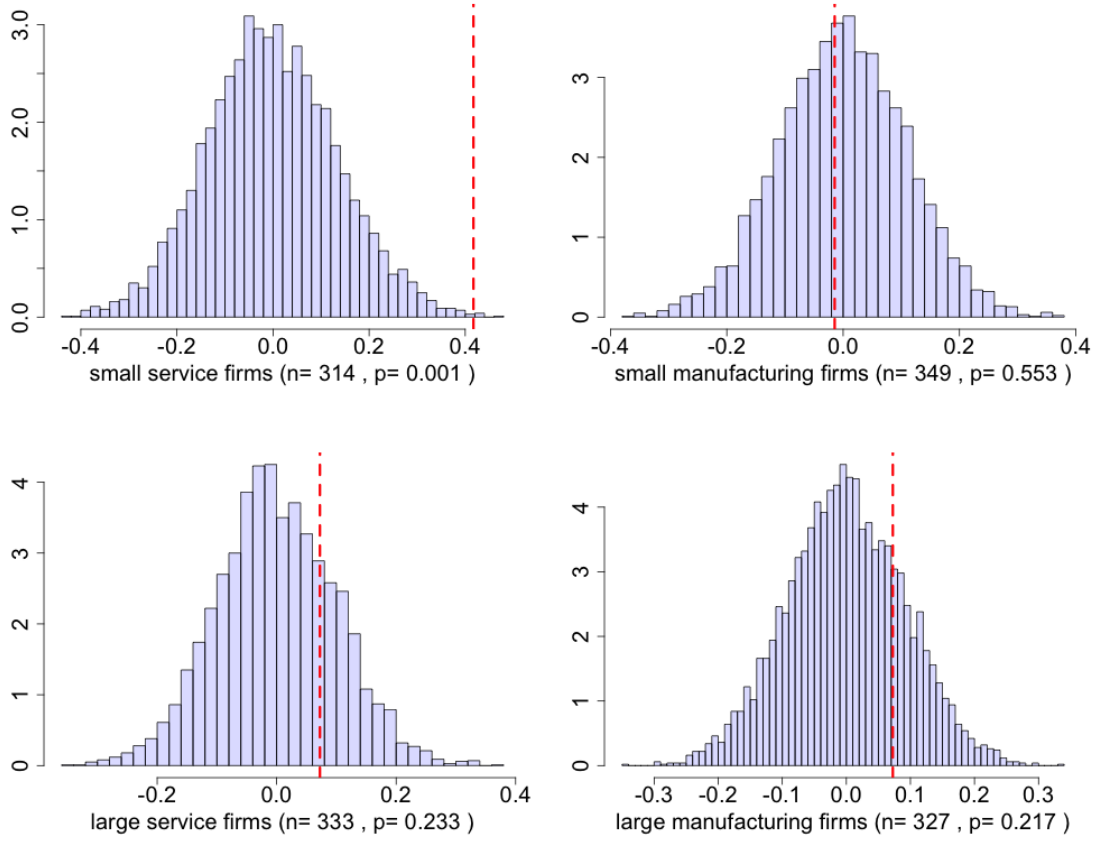 3.0
2.0
1.0
0.0
-0.4 -0.2 0.0 0.2 0.4
small service firms (n= 314 , p= 0.001 )
3
2
1
0
-0.4 -0.2 0.0 0.2 0.4
small manufacturing firms (n= 349 , p= 0.553 )
4
3
2
1
0
-0.2 0.0 0.2 0.4
large service firms (n= 333 , p= 0.233 )
4
3
2
1
0
-0.3 -0.2 -0.1 0.0 0.1 0.2 0.3
large manufacturing firms (n= 327 , p= 0.217 )